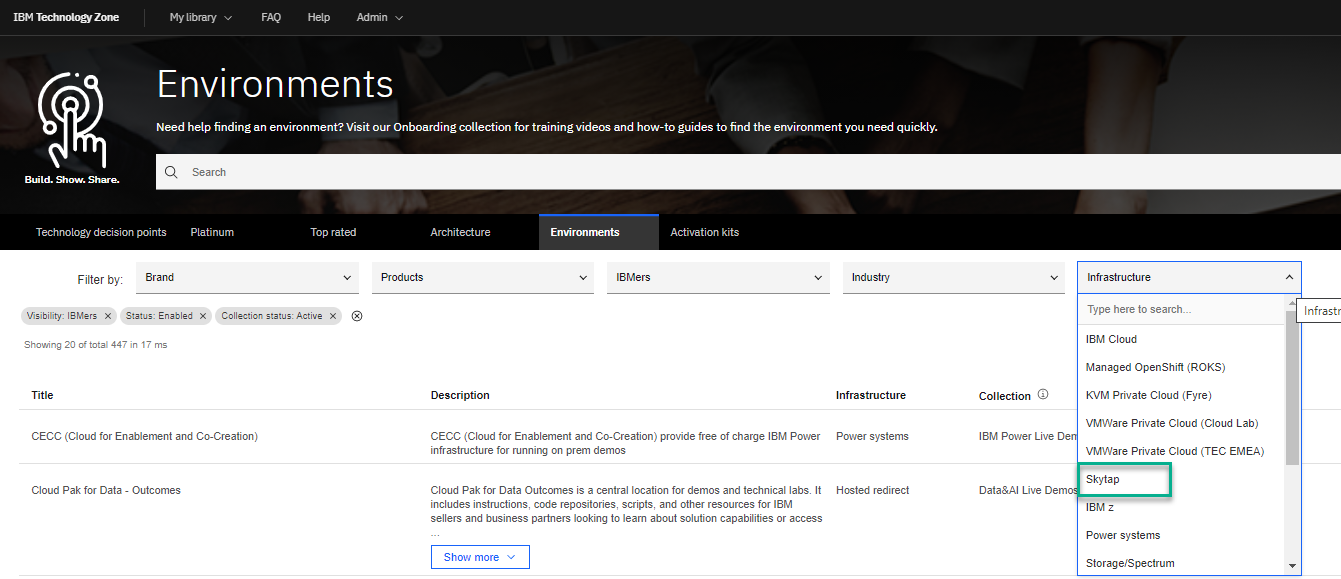 IBM Technology Zone
My library
FAQ
Help
Admin
Environments
Need help finding an environment? Visit our Onboarding collection for training videos and how-to guides to find the environment you need quickly.
Build. Show. Share.
Search
Technology decision points
Platinum
Top rated
Architecture
Environments
Activation kits
Filter by:
Brand
Products
IBMers
Industry
Infrastructure
Visibility: IBMers
Status: Enabled
Collection status: Active
Showing 20 of total 447 in 17 ms
Type here to search...
Infrastr
IBM Cloud
Managed OpenShift (ROKS)
KVM Private Cloud (Fyre)
VMWare Private Cloud (Cloud Lab)
VMWare Private Cloud (TEC EMEA)
Skytap
IBM z
Power systems
Storage/Spectrum
Title
Description
Infrastructure
Collection
CECC (Cloud for Enablement and Co-Creation)
CECC (Cloud for Enablement and Co-Creation) provide free of charge IBM Power
infrastructure for running on prem demos
Power systems
IBM Power Live Dem
Cloud Pak for Data - Outcomes
Cloud Pak for Data Outcomes is a central location for demos and technical labs. It
includes instructions, code repositories, scripts, and other resources for IBM
sellers and business partners looking to learn about solution capabilities or access
...
Hosted redirect
Data&AI Live Demos
Show more